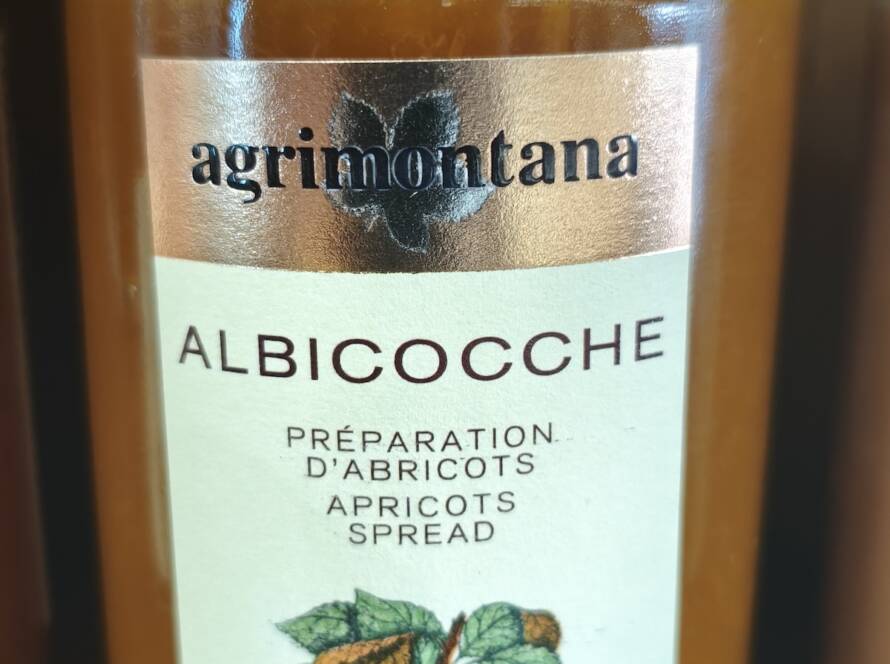 agrimontana
ALBICOCCHE
PRÉPARATION
D'ABRICOTS
APRICOTS
SPREAD